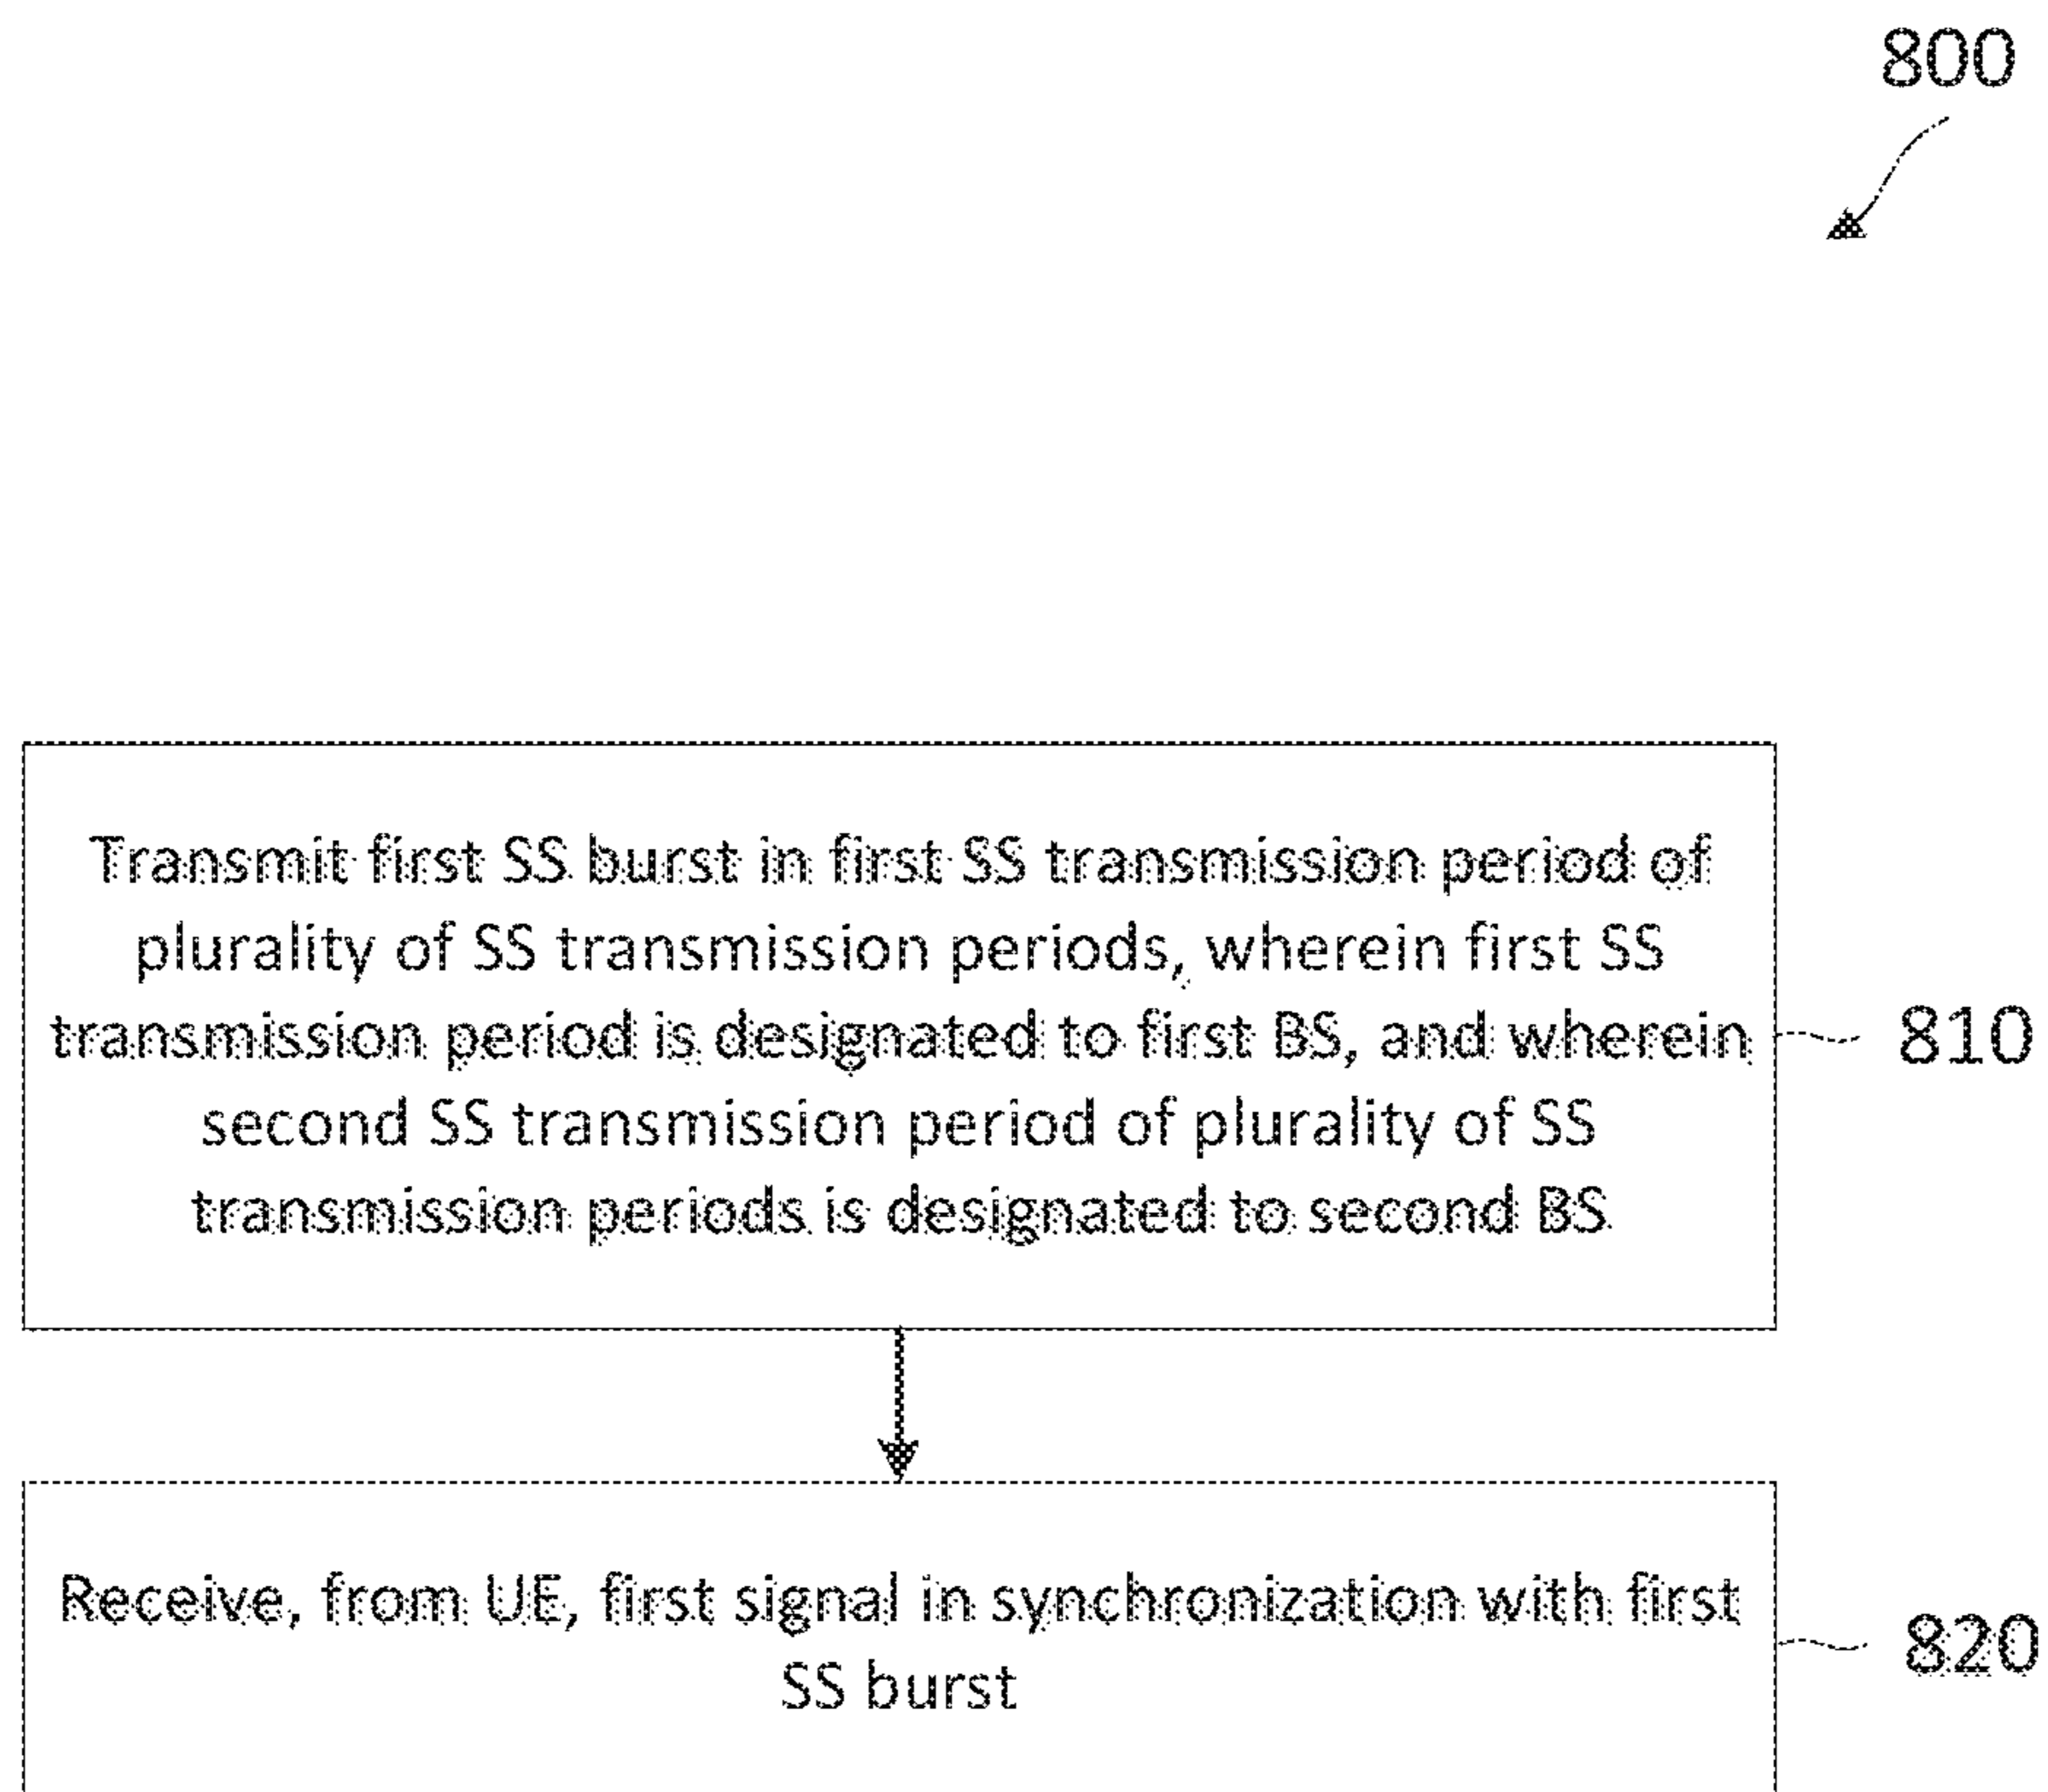 800
Transmit first SS burst in first SS transmission period of
plurality of SS transmission periods, wherein first SS
transmission period is designated to first BS, and wherein
second SS transmission period of plurality of SS
transmission periods is designated to second BS
810
Receive, from UE, first signal in synchronization with first
SS burst
820